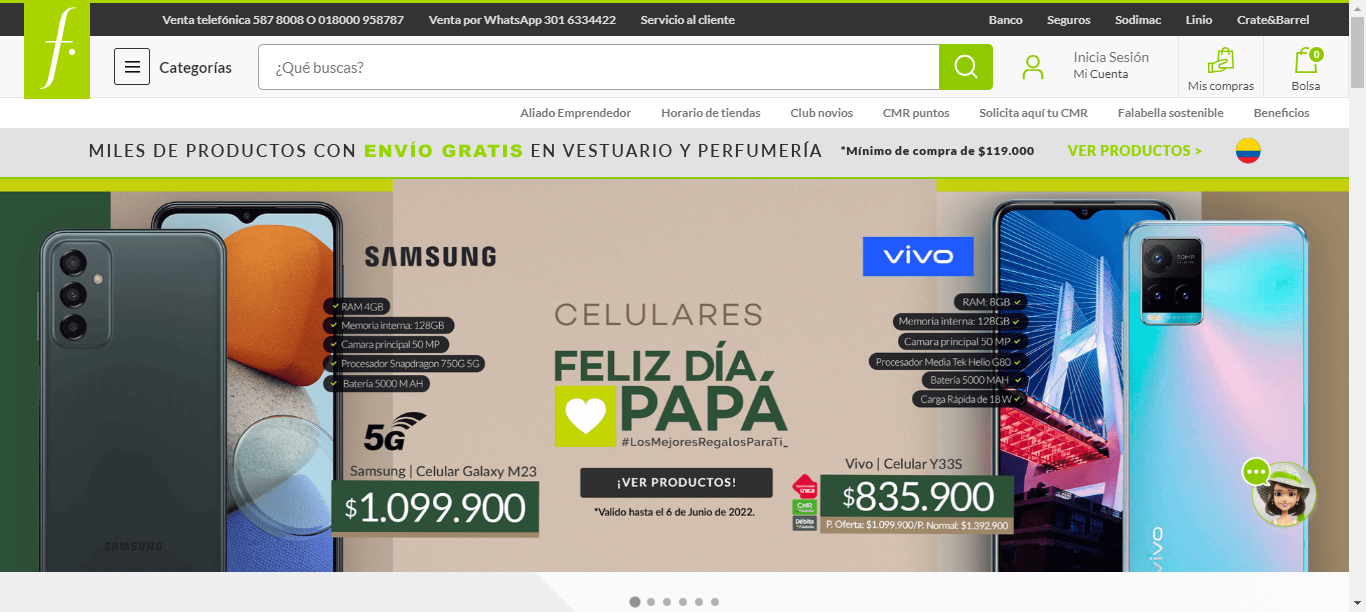 Venta telefónica 587 8008 O 018000 958787 Venta por WhatsApp 301 6334422 Servicio al cliente Banco Seguros Sodimac Linio Crate&Barrel
f.
Categorías
¿Qué buscas?
Inicia Sesión
Mi Cuenta
Mis compras
0
Bolsa
Aliado Emprendedor Horario de tiendas Club novios CMR puntos Solicita aquí tu CMR Falabella sostenible Beneficios
MILES DE PRODUCTOS CON ENVÍO GRATIS EN VESTUARIO Y PERFUMERÍA *Mínimo de compra de $119.000 VER PRODUCTOS >
SAMSUNG
RAM 4GB
Memoria interna: 128GB
Camara principal 50 MP
Procesador Snapdragon 750G 5G
Batería 5000 M AH
5G
Samsung | Celular Galaxy M23
$1.099.900
SAMSUNG
CELULARES
FELIZ DÍA
PAPÁ
#LosMejoresRegalosParaTi_
¡VER PRODUCTOS!
*Valido hasta el 6 de Junio de 2022.
vivo
RAM: 8GB
Memoria interna: 128GB
Camara principal 50 MP
Procesador Media Tek Helio G80
Batería 5000 MAH
Carga Rápida de 18 W
Vivo | Celular Y33S
única
CMR
Débito
$835.900
P. Oferta: $1.099.900/P. Normal: $1.392.900
50MP
vivo